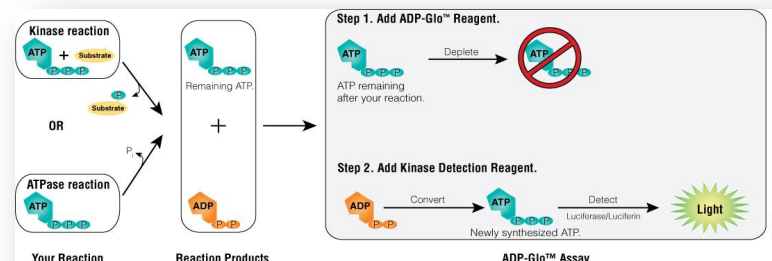 Kinase reaction
ATP + Substrate
P P P
P
Substrate
OR
Pi
ATPase reaction
ATP
P P P
Your Reaction
ATP
P P P
Remaining ATP.
+
ADP
P P
Reaction Products
Step 1. Add ADP-Glo™ Reagent.
ATP
P P P
Deplete
ATP
P P P
ATP remaining
after your reaction.
Step 2. Add Kinase Detection Reagent.
ADP
P P
Convert
ATP
P P P
Newly synthesized ATP.
Detect
Luciferase/Luciferin
Light
ADP-Glo™ Assay